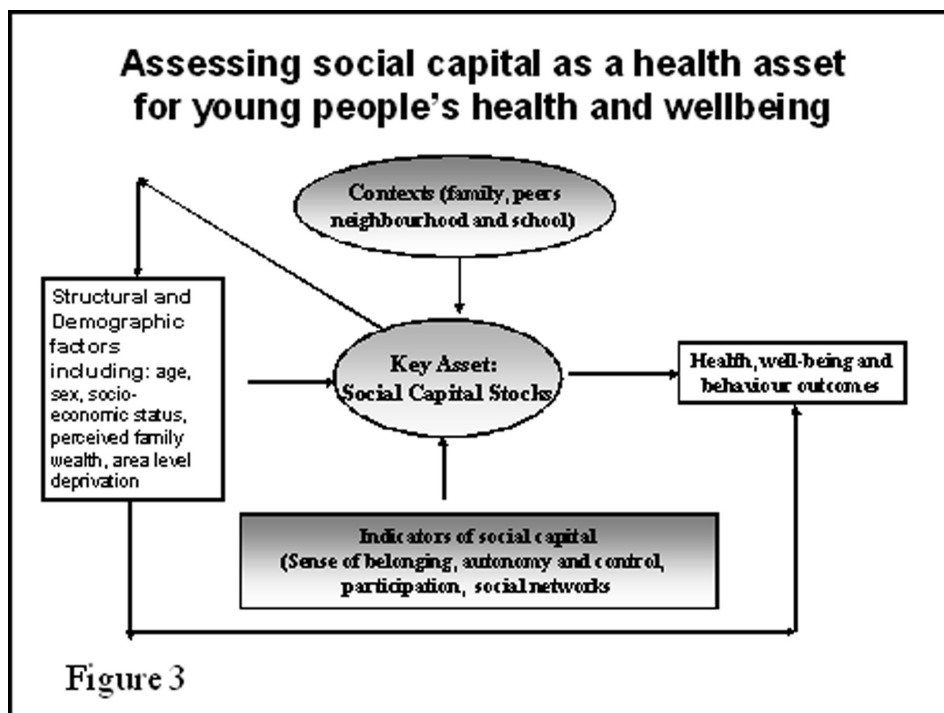 Assessing social capital as a health asset
for young people's health and wellbeing
Contexts (family, peers
neighbourhood and school)
Structural and
Demographic
factors
including: age,
sex, socio-
economic status,
perceived family
wealth, area level
deprivation
Key Asset:
Social Capital Stocks
Health, well-being and
behaviour outcomes
Indicators of social capital
(Sense of belonging, autonomy and control,
participation, social networks
Figure 3